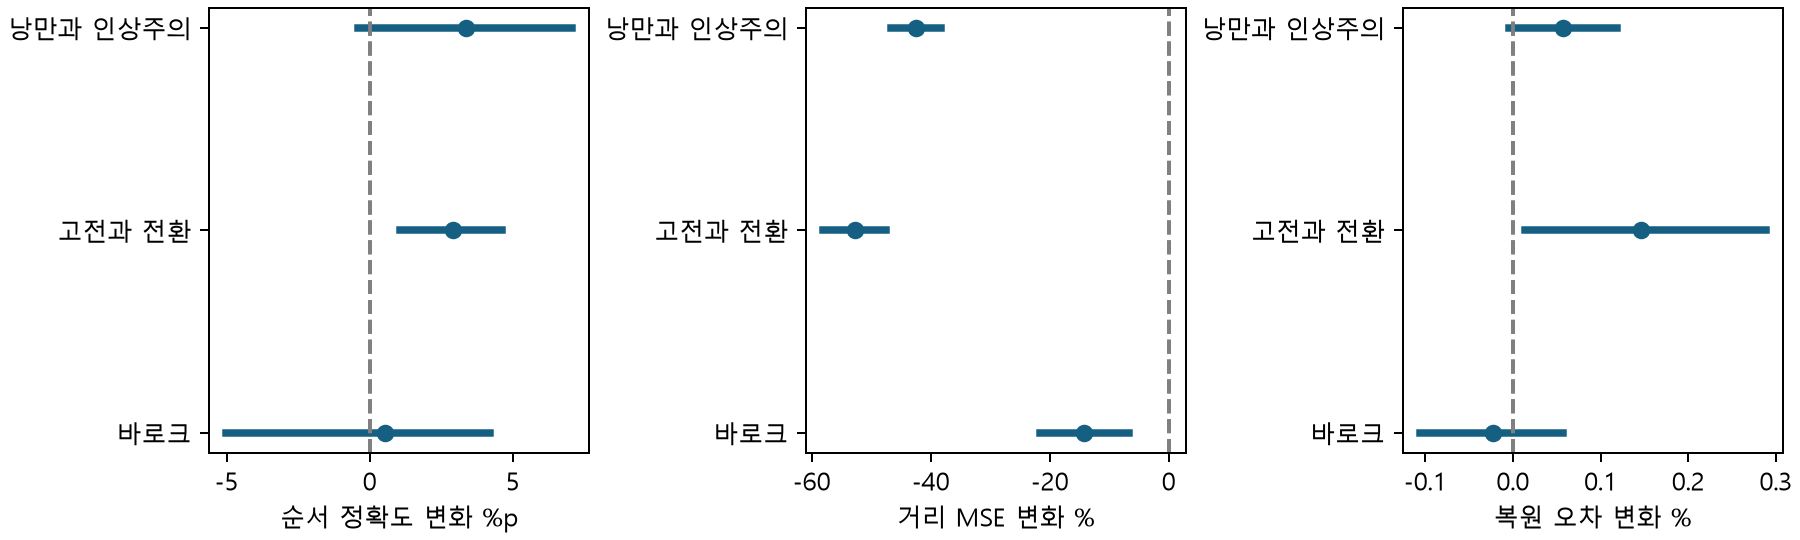 낭만과 인상주의
고전과 전환
바로크
-5 0 5
순서 정확도 변화 %p
낭만과 인상주의
고전과 전환
바로크
-60 -40 -20 0
거리 MSE 변화 %
낭만과 인상주의
고전과 전환
바로크
-0.1 0.0 0.1 0.2 0.3
복원 오차 변화 %